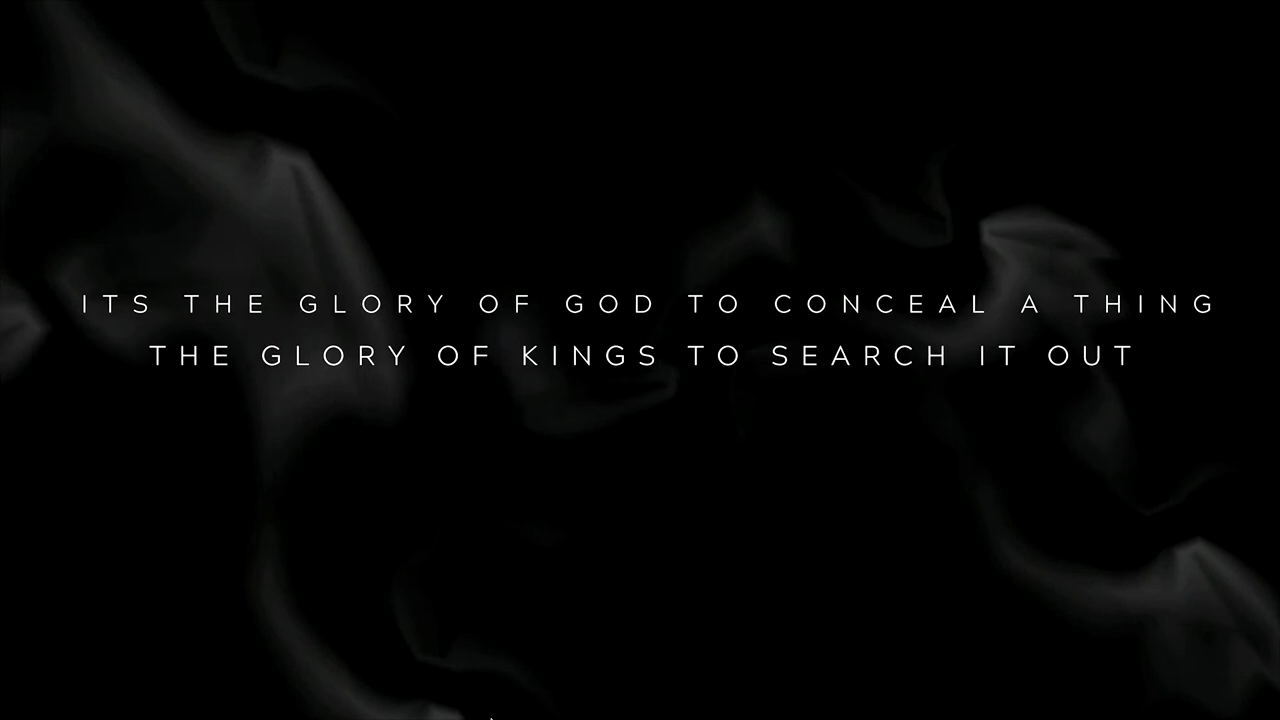 ITS THE GLORY OF GOD TO CONCEAL A THING
THE GLORY OF KINGS TO SEARCH IT OUT